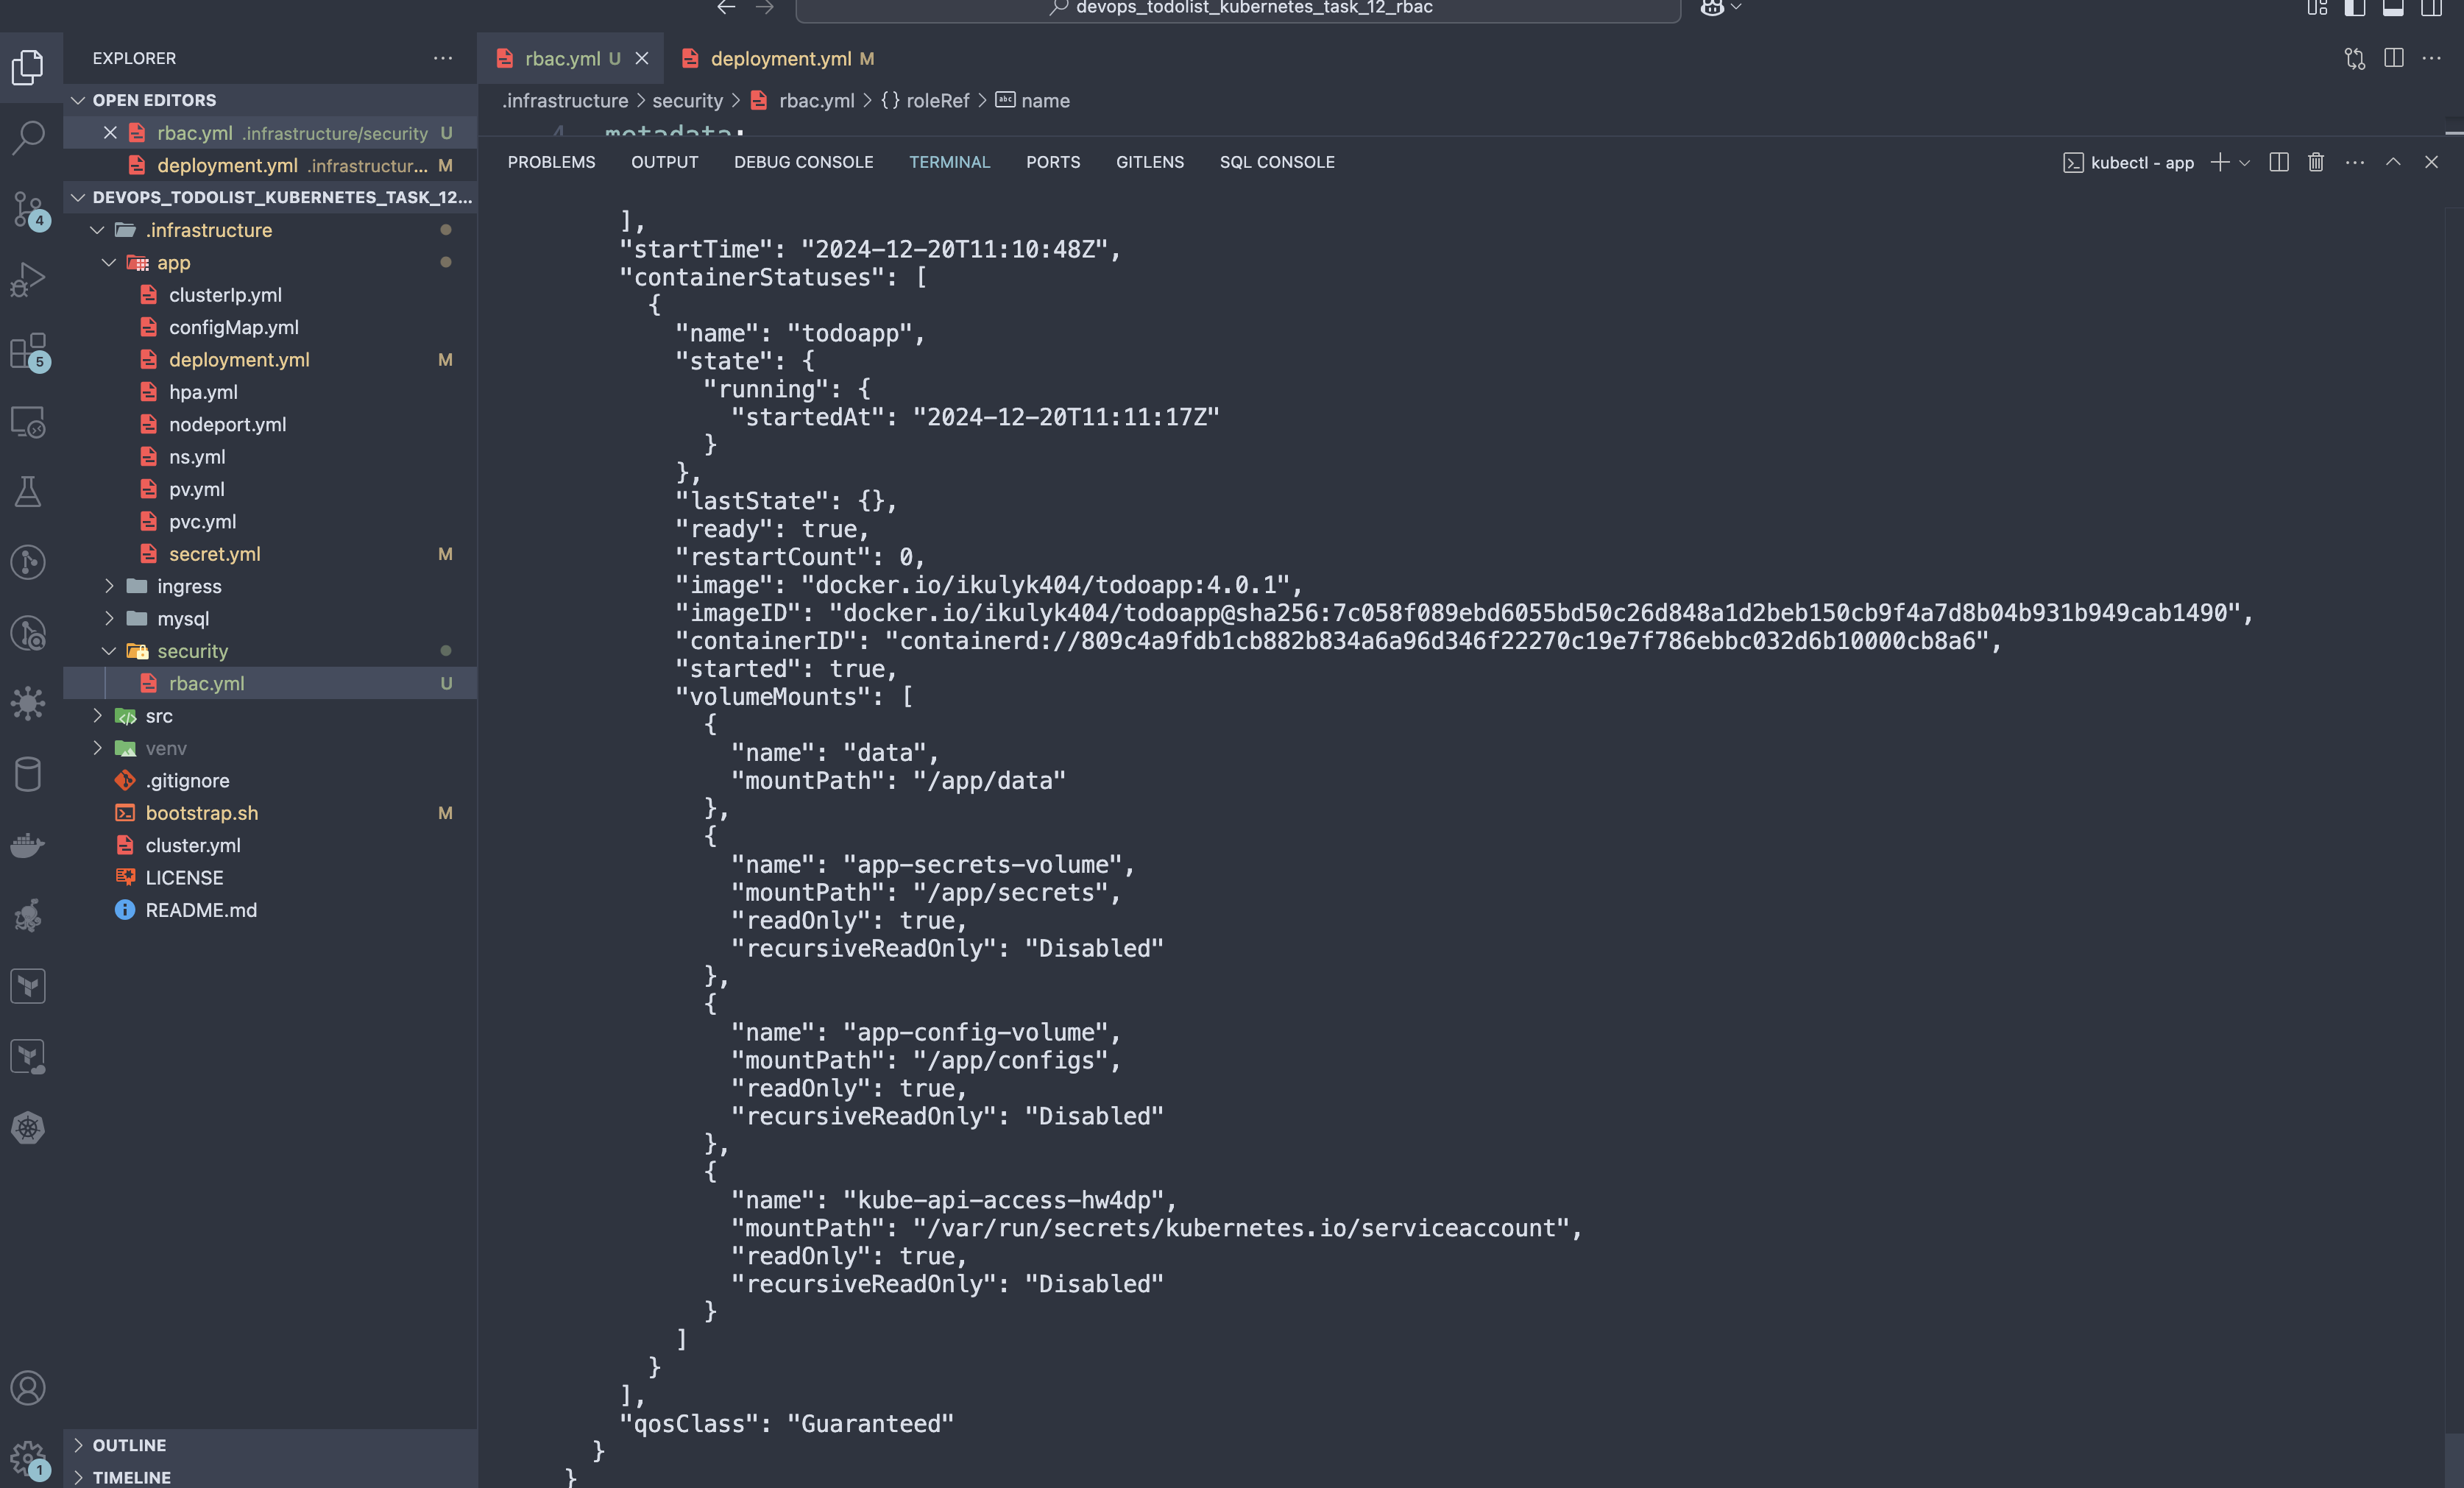 devops_todolist_kubernetes_task_12_rbac
EXPLORER
rbac.yml U
deployment.yml M
OPEN EDITORS
.infrastructure > security > rbac.yml > {} roleRef > abc name
rbac.yml .infrastructure/security U
4 metadata:
deployment.yml .infrastructur... M
PROBLEMS OUTPUT DEBUG CONSOLE TERMINAL PORTS GITLENS SQL CONSOLE
kubectl - app
DEVOPS_TODOLIST_KUBERNETES_TASK_12...
.infrastructure
app
clusterIp.yml
configMap.yml
deployment.yml M
hpa.yml
nodeport.yml
ns.yml
pv.yml
pvc.yml
secret.yml M
ingress
mysql
security
rbac.yml U
src
venv
.gitignore
bootstrap.sh M
cluster.yml
LICENSE
README.md
OUTLINE
TIMELINE
4
5
1
],
"startTime": "2024-12-20T11:10:48Z",
"containerStatuses": [
{
"name": "todoapp",
"state": {
"running": {
"startedAt": "2024-12-20T11:11:17Z"
}
},
"lastState": {},
"ready": true,
"restartCount": 0,
"image": "docker.io/ikulyk404/todoapp:4.0.1",
"imageID": "docker.io/ikulyk404/todoapp@sha256:7c058f089ebd6055bd50c26d848a1d2beb150cb9f4a7d8b04b931b949cab1490",
"containerID": "containerd://809c4a9fdb1cb882b834a6a96d346f22270c19e7f786ebbc032d6b10000cb8a6",
"started": true,
"volumeMounts": [
{
"name": "data",
"mountPath": "/app/data"
},
{
"name": "app-secrets-volume",
"mountPath": "/app/secrets",
"readOnly": true,
"recursiveReadOnly": "Disabled"
},
{
"name": "app-config-volume",
"mountPath": "/app/configs",
"readOnly": true,
"recursiveReadOnly": "Disabled"
},
{
"name": "kube-api-access-hw4dp",
"mountPath": "/var/run/secrets/kubernetes.io/serviceaccount",
"readOnly": true,
"recursiveReadOnly": "Disabled"
}
]
}
],
"qosClass": "Guaranteed"
}
}